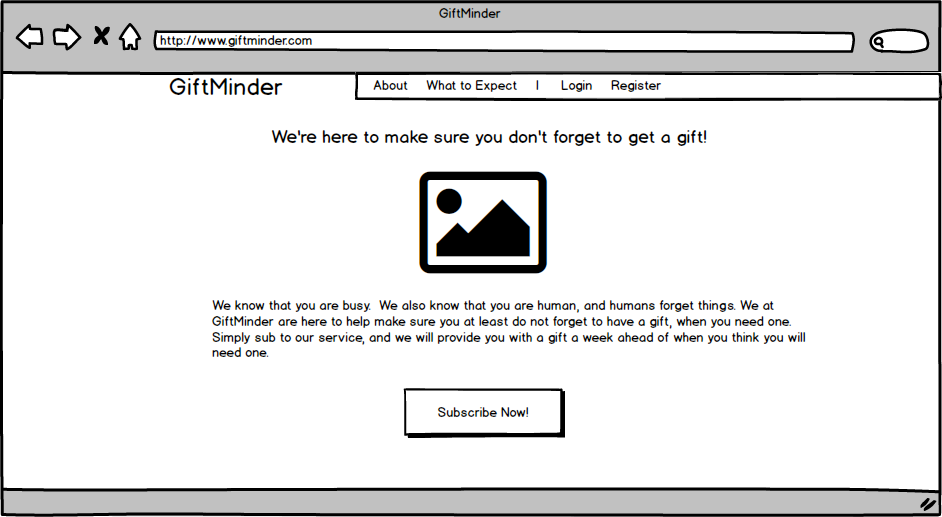 GiftMinder
http://www.giftminder.com
GiftMinder
About What to Expect | Login Register
We're here to make sure you don't forget to get a gift!
We know that you are busy.  We also know that you are human, and humans forget things. We at
GiftMinder are here to help make sure you at least do not forget to have a gift, when you need one.
Simply sub to our service, and we will provide you with a gift a week ahead of when you think you will
need one.
Subscribe Now!